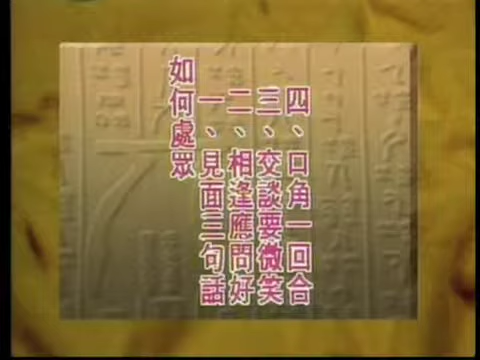 如何處眾
一、見面三句話
二、相逢應問好
三、交談要微笑
四、口角一回合